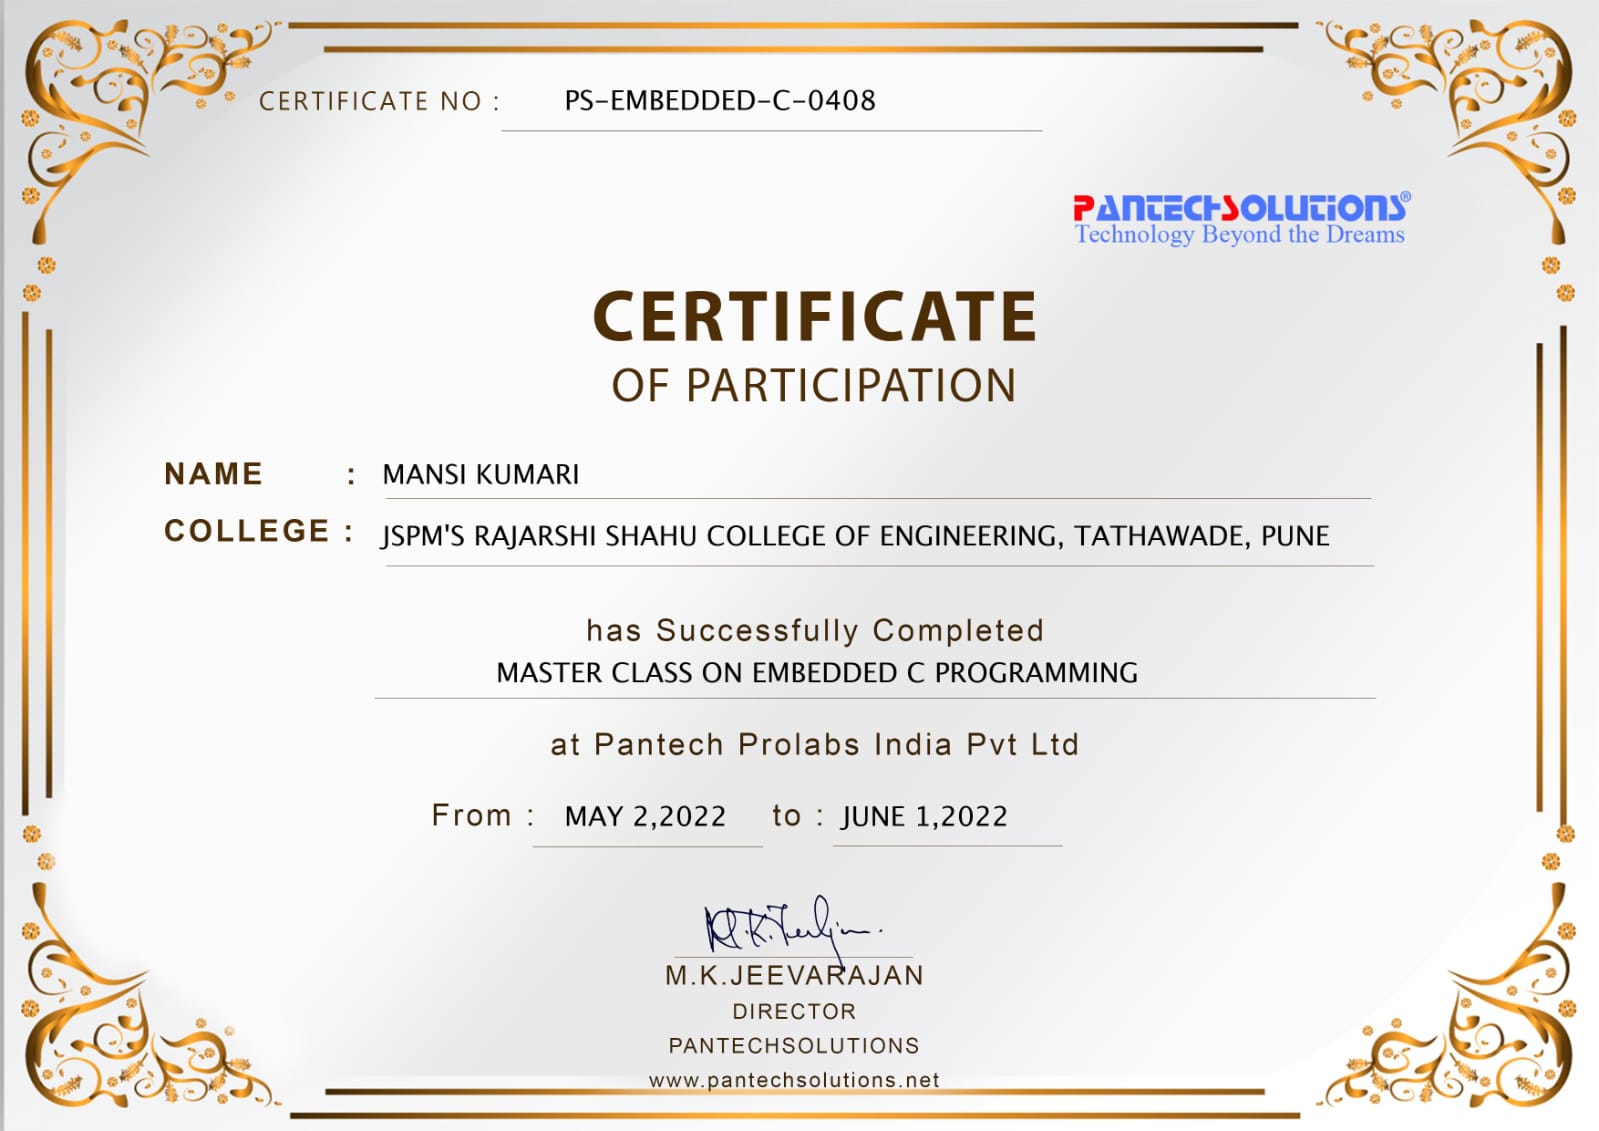 CERTIFICATE NO : PS-EMBEDDED-C-0408
PANTECHSOLUTIONS®
Technology Beyond the Dreams
CERTIFICATE
OF PARTICIPATION
NAME : MANSI KUMARI
COLLEGE : JSPM'S RAJARSHI SHAHU COLLEGE OF ENGINEERING, TATHAWADE, PUNE
has Successfully Completed
MASTER CLASS ON EMBEDDED C PROGRAMMING
at Pantech Prolabs India Pvt Ltd
From : MAY 2,2022 to : JUNE 1,2022
M.K.JEEVARAJAN
DIRECTOR
PANTECHSOLUTIONS
www.pantechsolutions.net